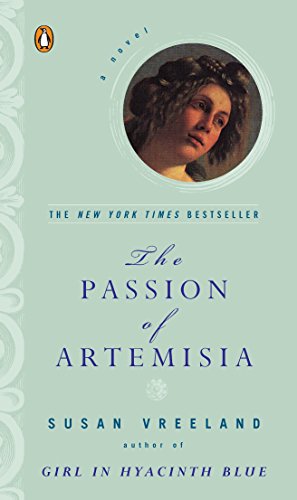 a novel
THE NEW YORK TIMES BESTSELLER
The
PASSION
of
ARTEMISIA
SUSAN VREELAND
author of
GIRL IN HYACINTH BLUE